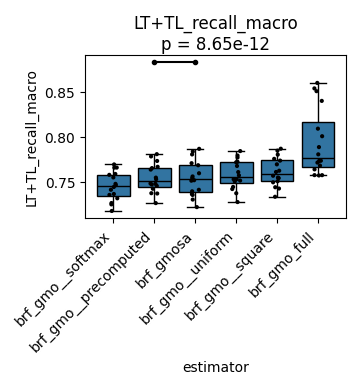 LT+TL_recall_macro
p = 8.65e-12
LT+TL_recall_macro
0.85
0.80
0.75
brf_gmo__softmax
brf_gmo__precomputed
brf_gmosa
brf_gmo__uniform
brf_gmo__square
brf_gmo_full
estimator